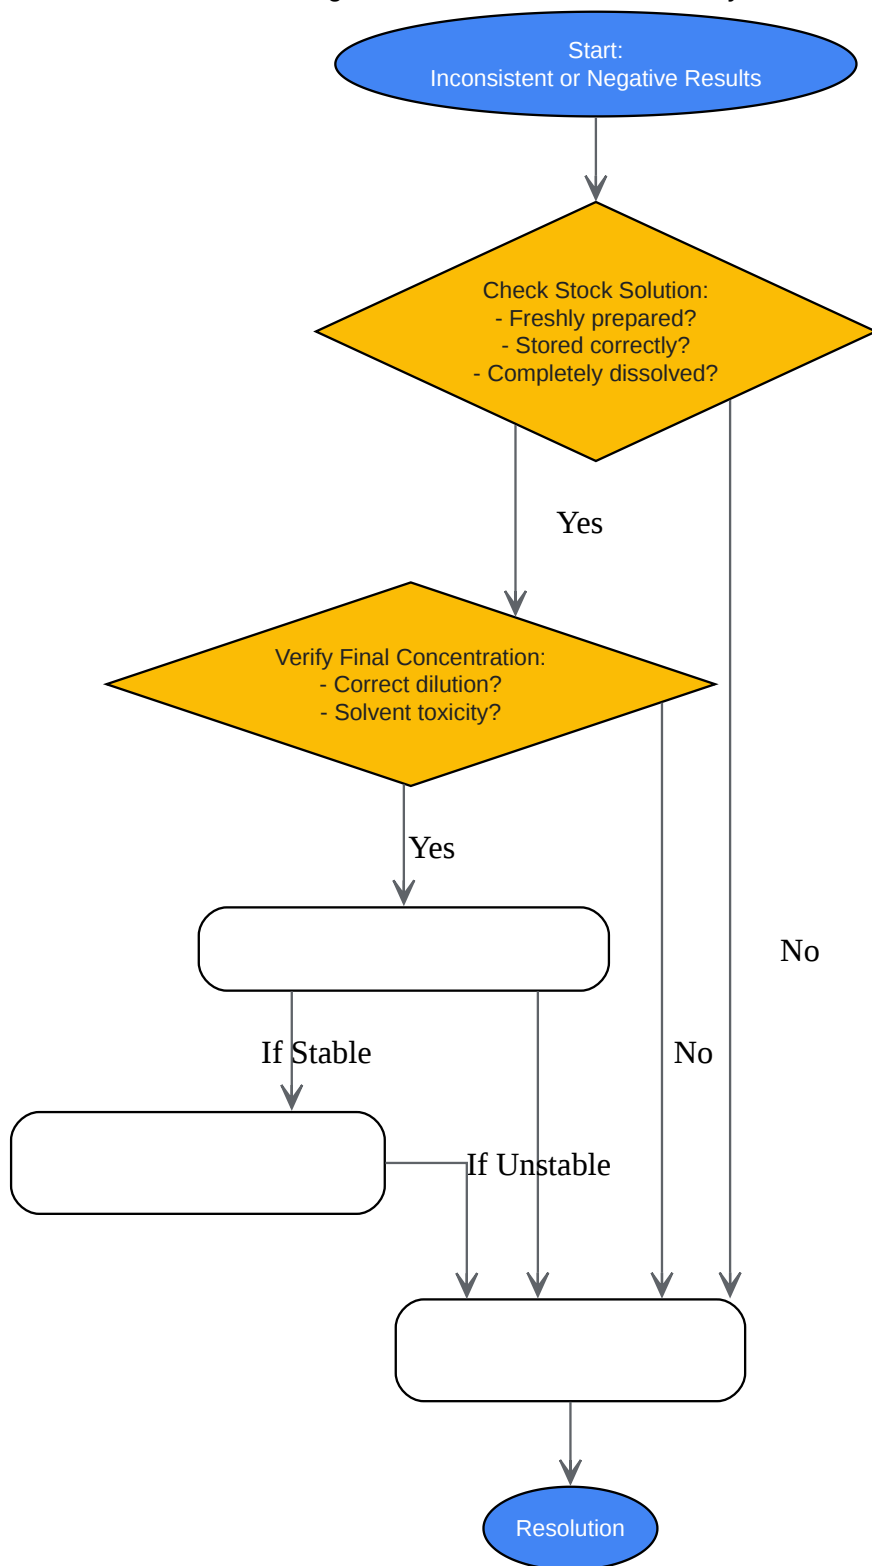 Start:
Inconsistent or Negative Results
Check Stock Solution:
- Freshly prepared?
- Stored correctly?
- Completely dissolved?
Yes
Verify Final Concentration:
- Correct dilution?
- Solvent toxicity?
Yes
No
If Stable
No
If Unstable
Resolution